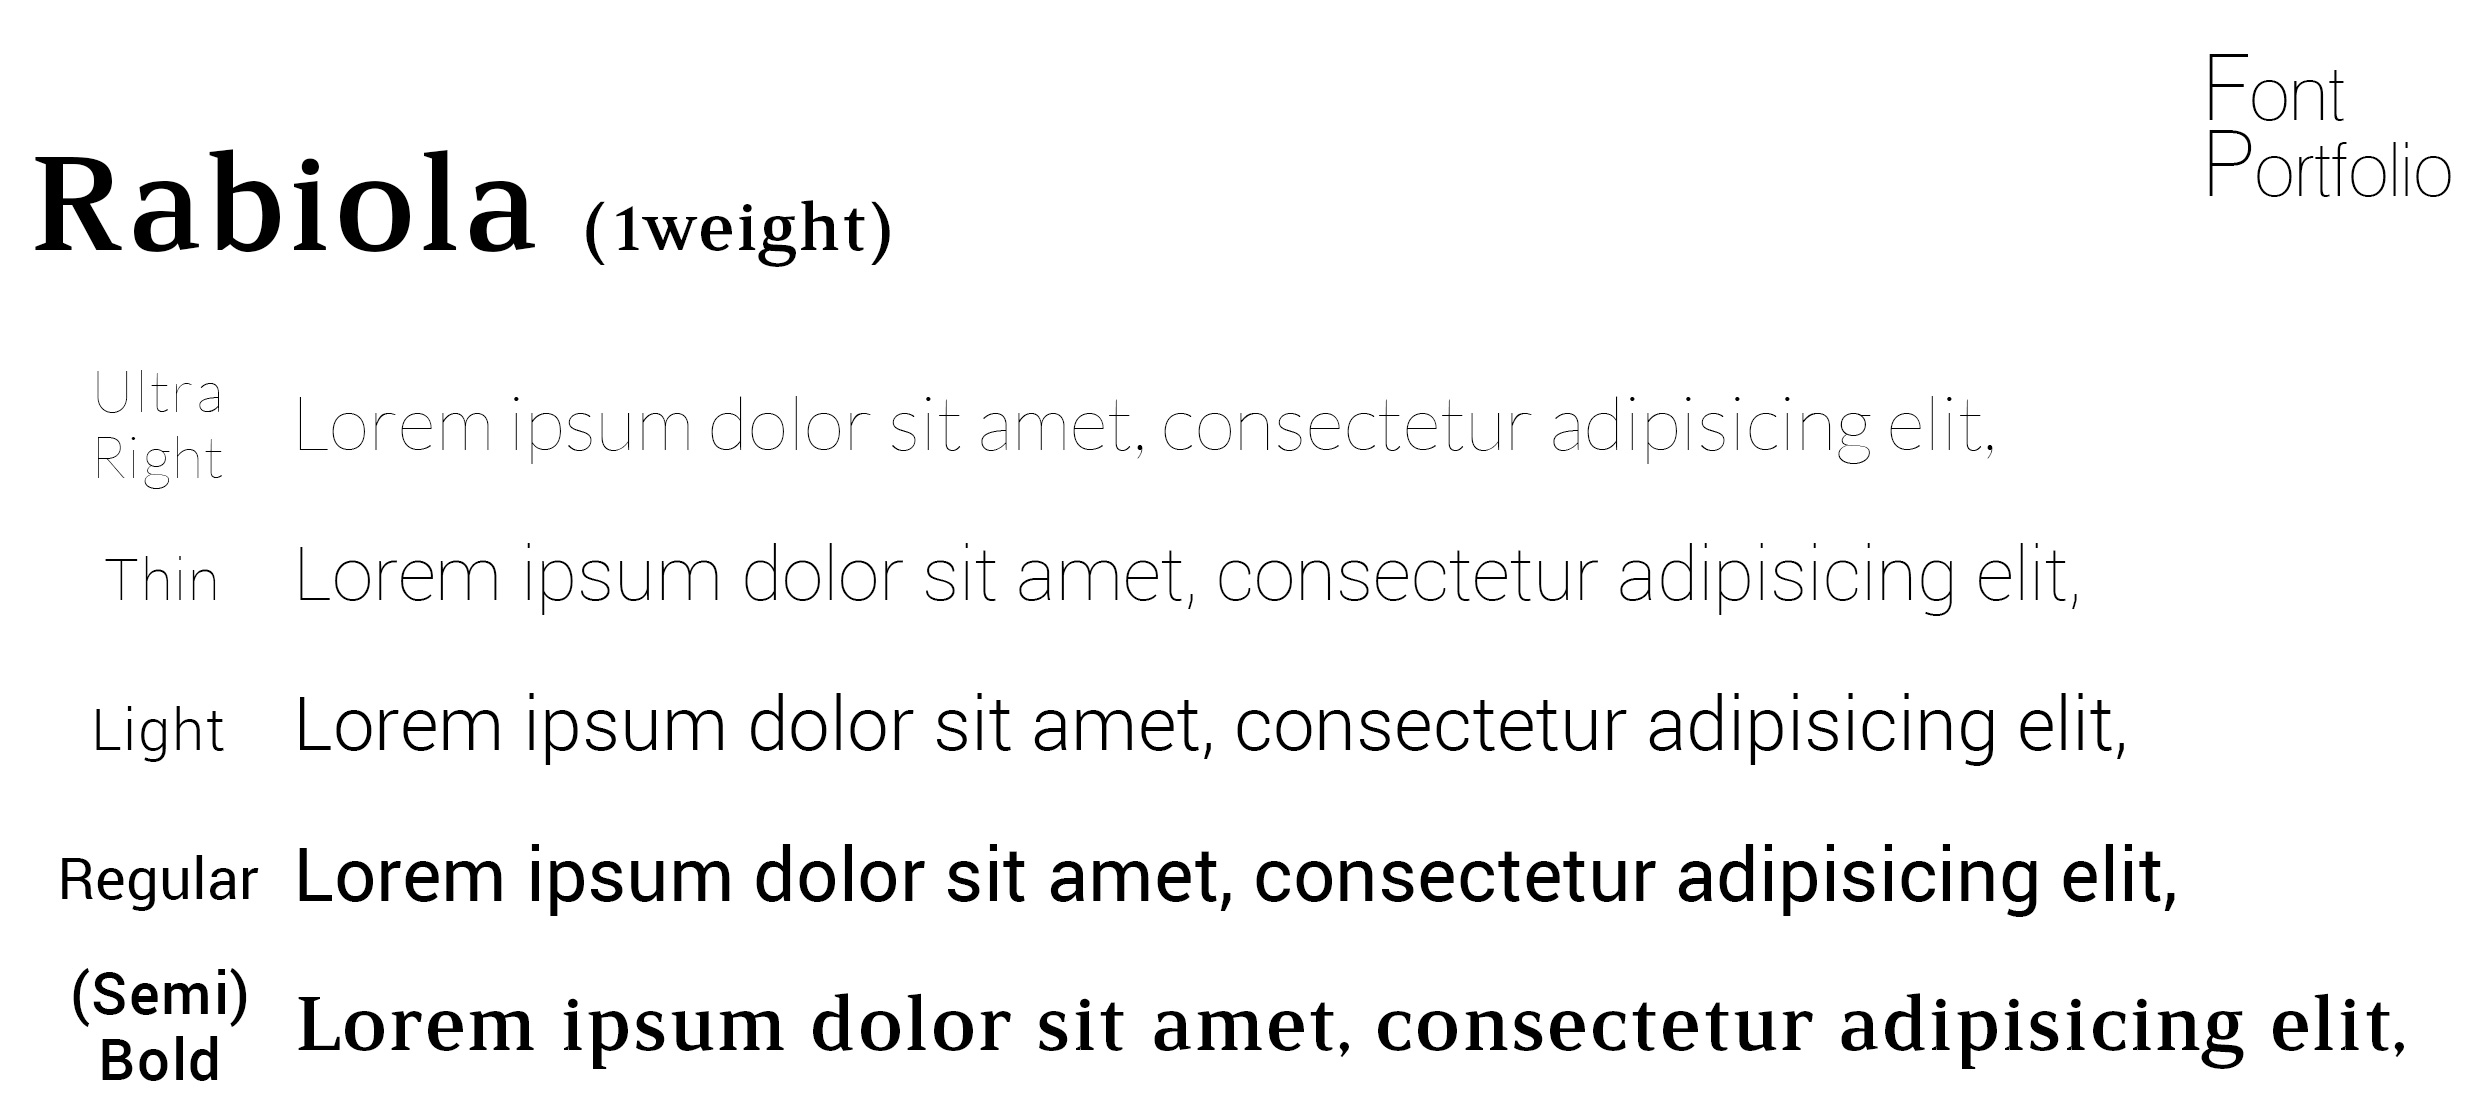 Font
Portfolio
Rabiola (1weight)
Ultra
Right
Lorem ipsum dolor sit amet, consectetur adipisicing elit,
Thin
Lorem ipsum dolor sit amet, consectetur adipisicing elit,
Light
Lorem ipsum dolor sit amet, consectetur adipisicing elit,
Regular
Lorem ipsum dolor sit amet, consectetur adipisicing elit,
(Semi)
Bold
Lorem ipsum dolor sit amet, consectetur adipisicing elit,